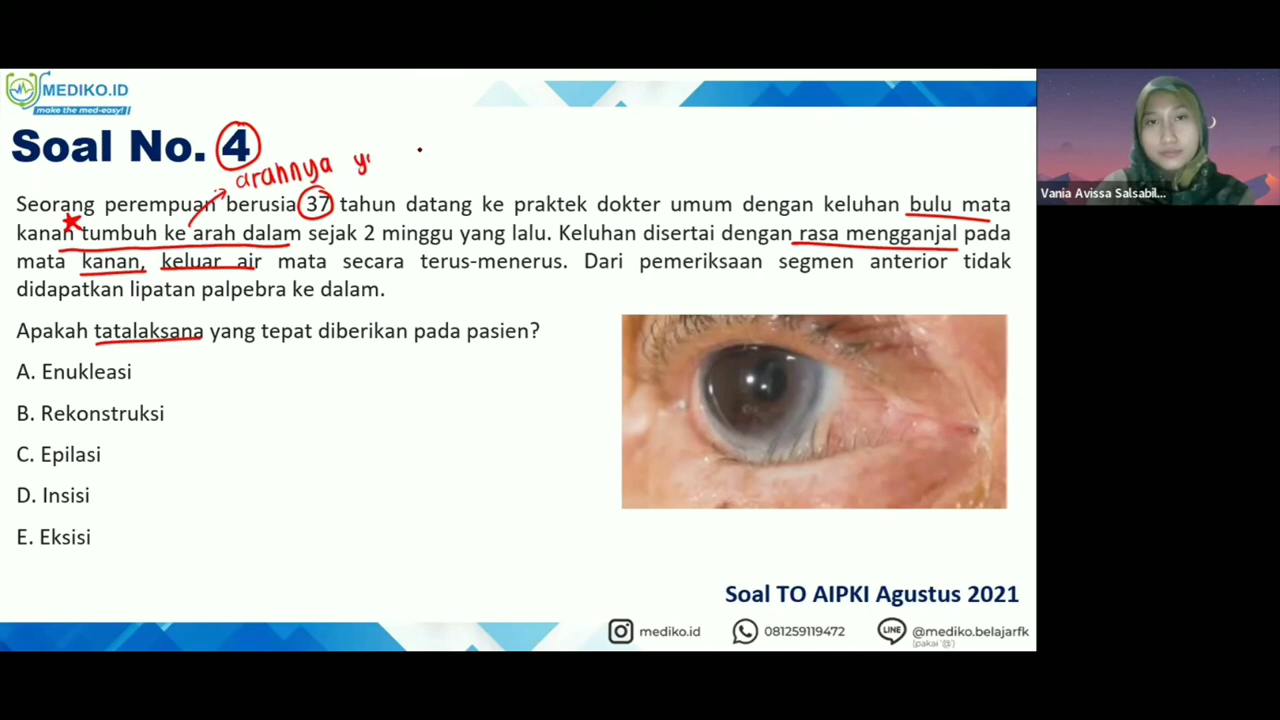 MEDIKO.ID
make the med-easy!
Soal No. 4
arahnya
Seorang perempuan berusia 37 tahun datang ke praktek dokter umum dengan keluhan bulu mata
kanan tumbuh ke arah dalam sejak 2 minggu yang lalu. Keluhan disertai dengan rasa mengganjal pada
mata kanan, keluar air mata secara terus-menerus. Dari pemeriksaan segmen anterior tidak
didapatkan lipatan palpebra ke dalam.
Apakah tatalaksana yang tepat diberikan pada pasien?
A. Enukleasi
B. Rekonstruksi
C. Epilasi
D. Insisi
E. Eksisi
Soal TO AIPKI Agustus 2021
mediko.id
081259119472
LINE
@mediko.belajarfk
(pakai '@')
Vania Avissa Salsabil...